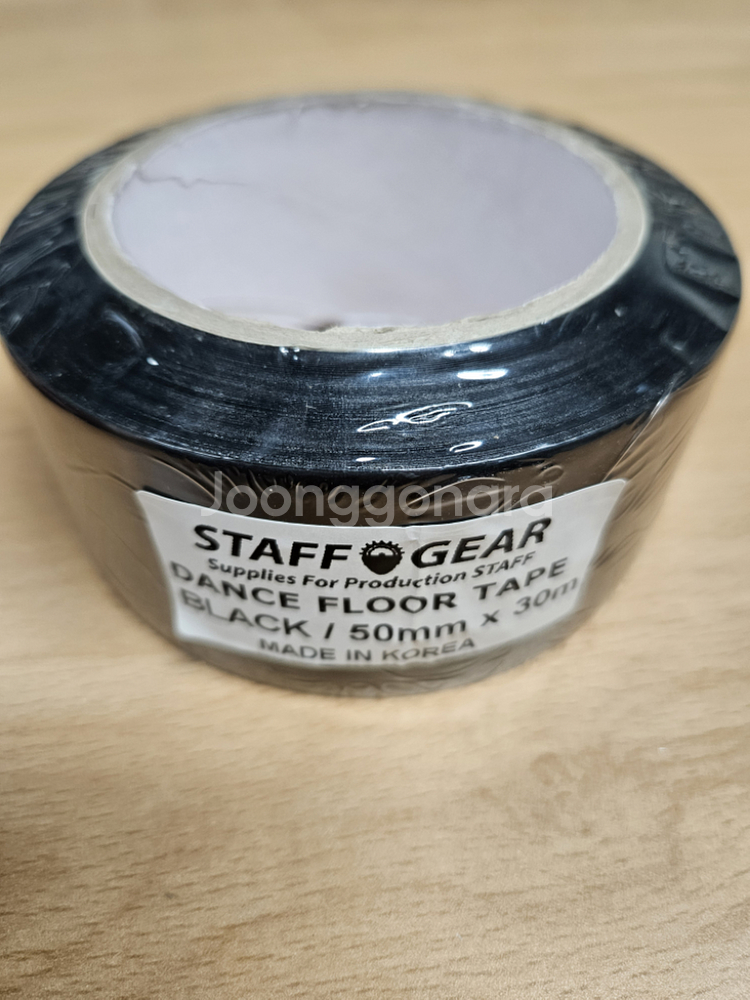 Joonggonara
STAFF GEAR
Supplies For Production STAFF
DANCE FLOOR TAPE
BLACK / 50mm x 30m
MADE IN KOREA